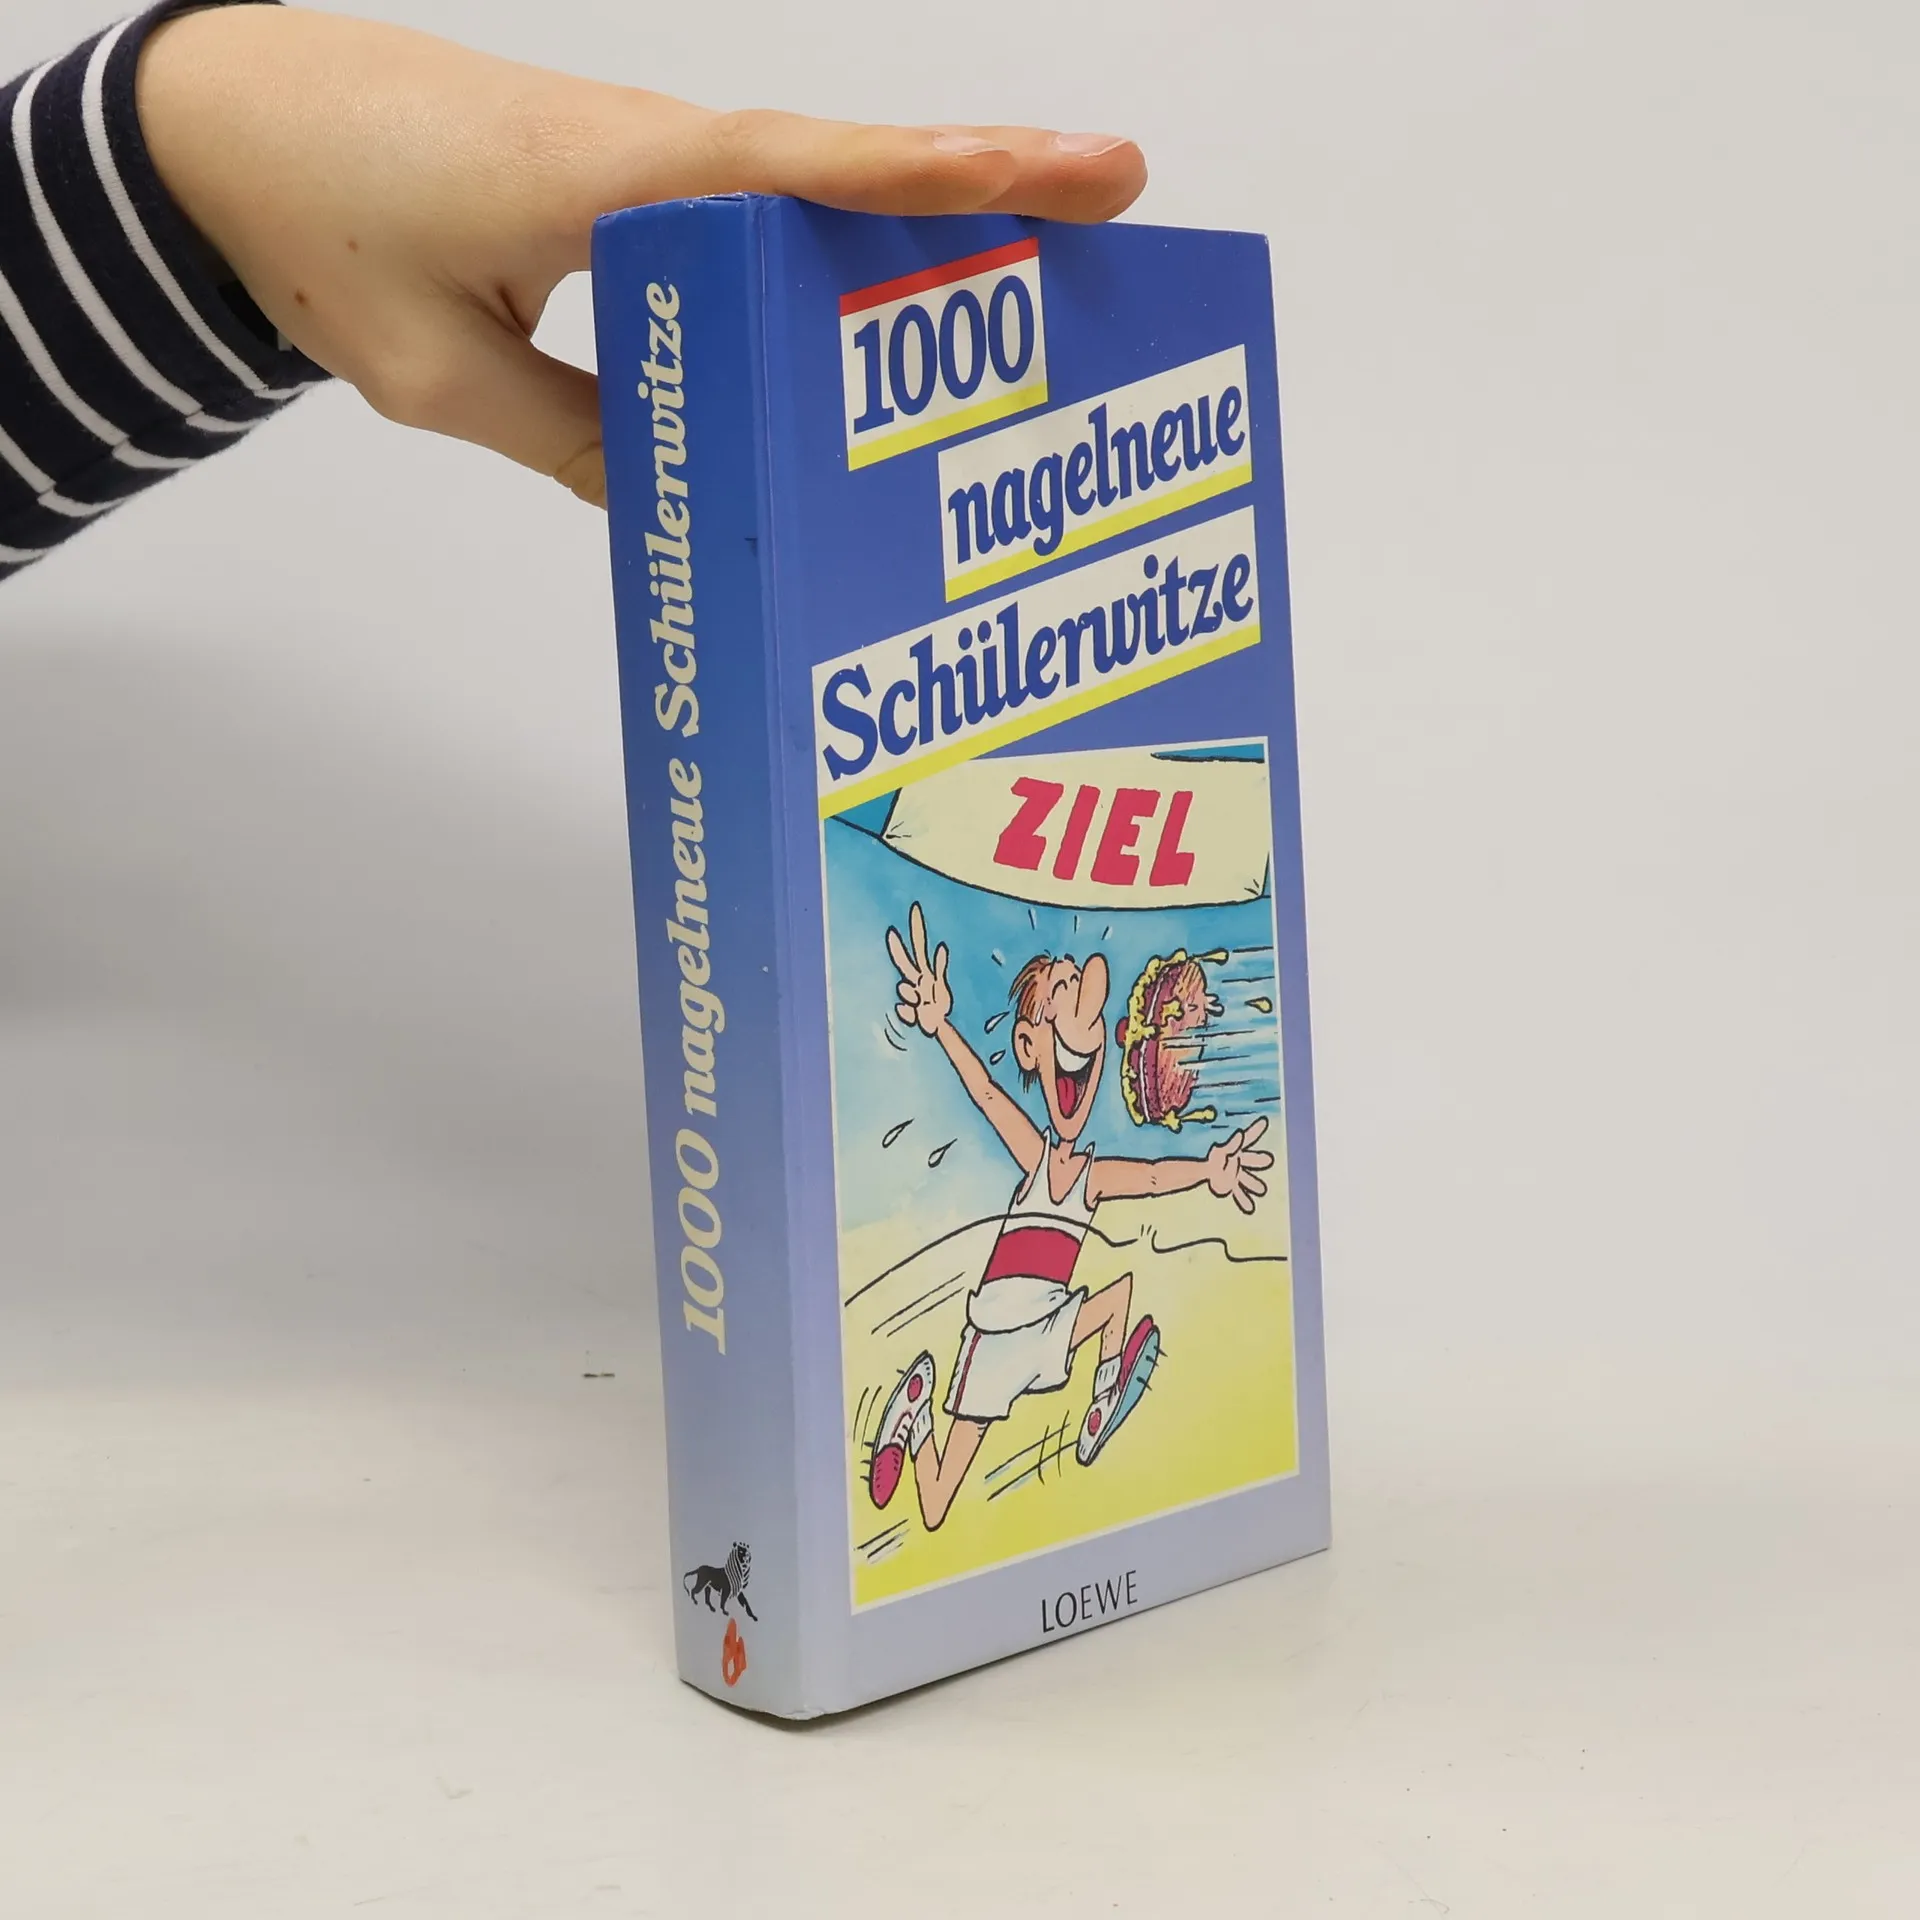 1000 nagelneue Schülerwitze
1000
nagelneue
Schülerwitze
ZIEL
LOEWE